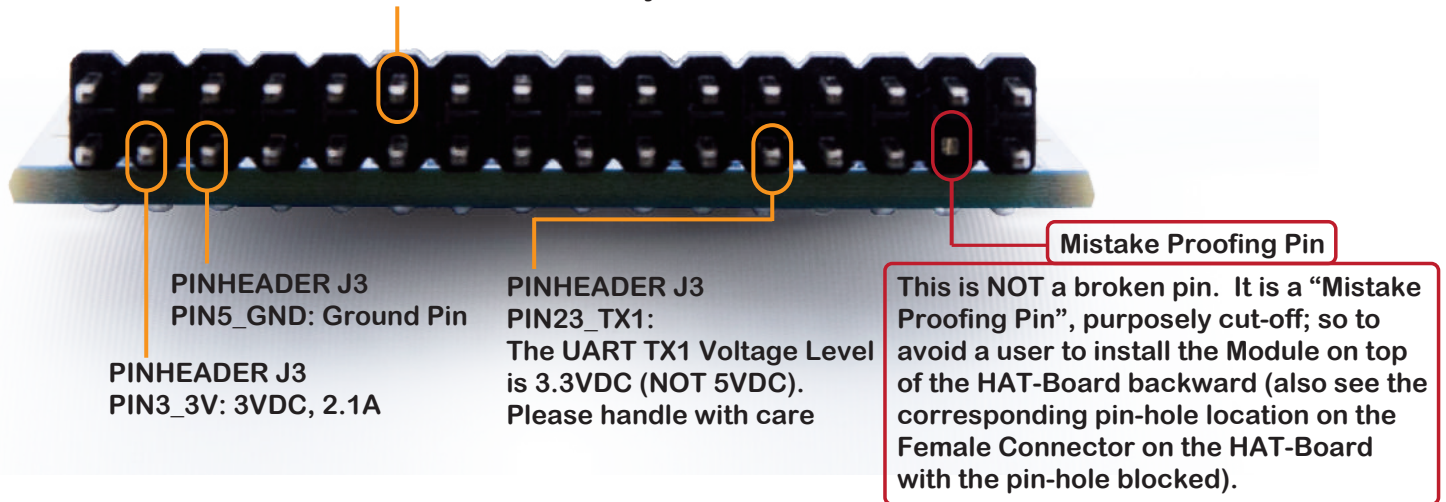 PINHEADER J3
PIN5_GND: Ground Pin
PINHEADER J3
PIN3_3V: 3VDC, 2.1A
PINHEADER J3
PIN23_TX1:
The UART TX1 Voltage Level
is 3.3VDC (NOT 5VDC).
Please handle with care
Mistake Proofing Pin
This is NOT a broken pin.  It is a “Mistake
Proofing Pin”, purposely cut-off; so to
avoid a user to install the Module on top
of the HAT-Board backward (also see the
corresponding pin-hole location on the
Female Connector on the HAT-Board
with the pin-hole blocked).